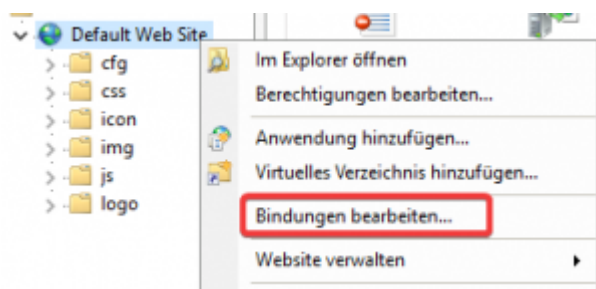 Default Web Site
cfg
css
icon
img
js
logo
Im Explorer öffnen
Berechtigungen bearbeiten...
Anwendung hinzufügen...
Virtuelles Verzeichnis hinzufügen...
Bindungen bearbeiten...
Website verwalten